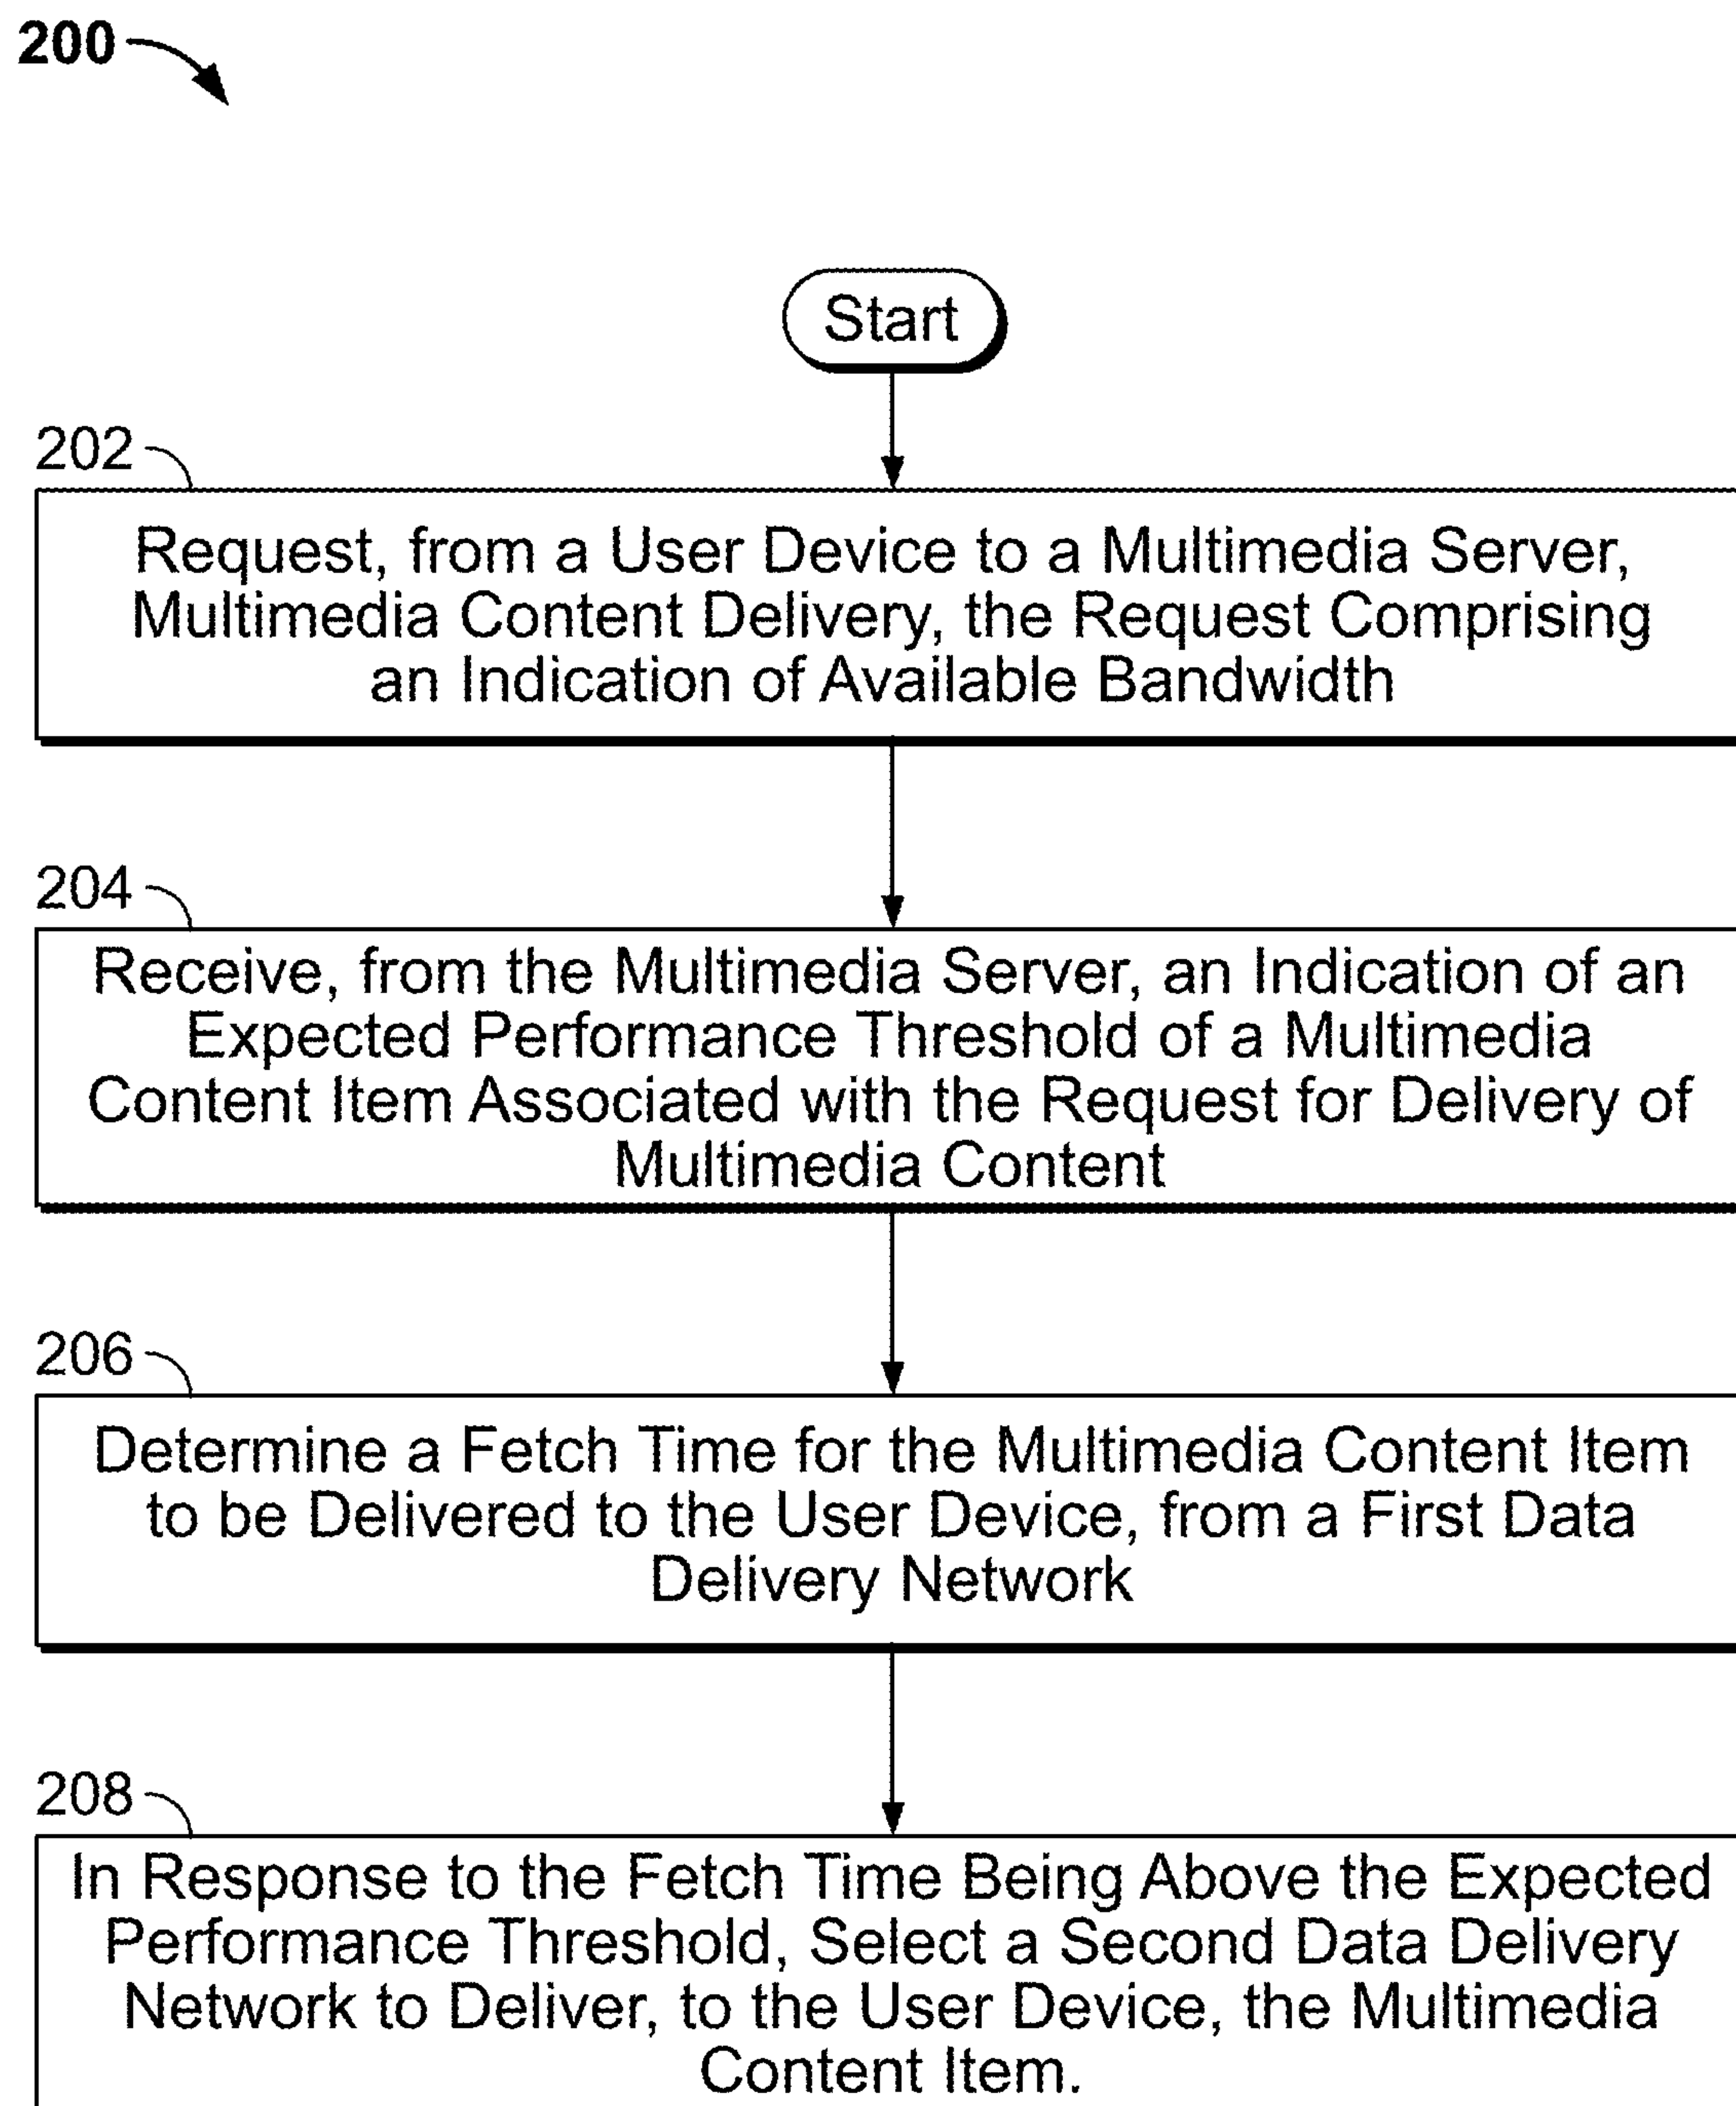 200
Start
202
Request, from a User Device to a Multimedia Server,
Multimedia Content Delivery, the Request Comprising
an Indication of Available Bandwidth
204
Receive, from the Multimedia Server, an Indication of an
Expected Performance Threshold of a Multimedia
Content Item Associated with the Request for Delivery of
Multimedia Content
206
Determine a Fetch Time for the Multimedia Content Item
to be Delivered to the User Device, from a First Data
Delivery Network
208
In Response to the Fetch Time Being Above the Expected
Performance Threshold, Select a Second Data Delivery
Network to Deliver, to the User Device, the Multimedia
Content Item.